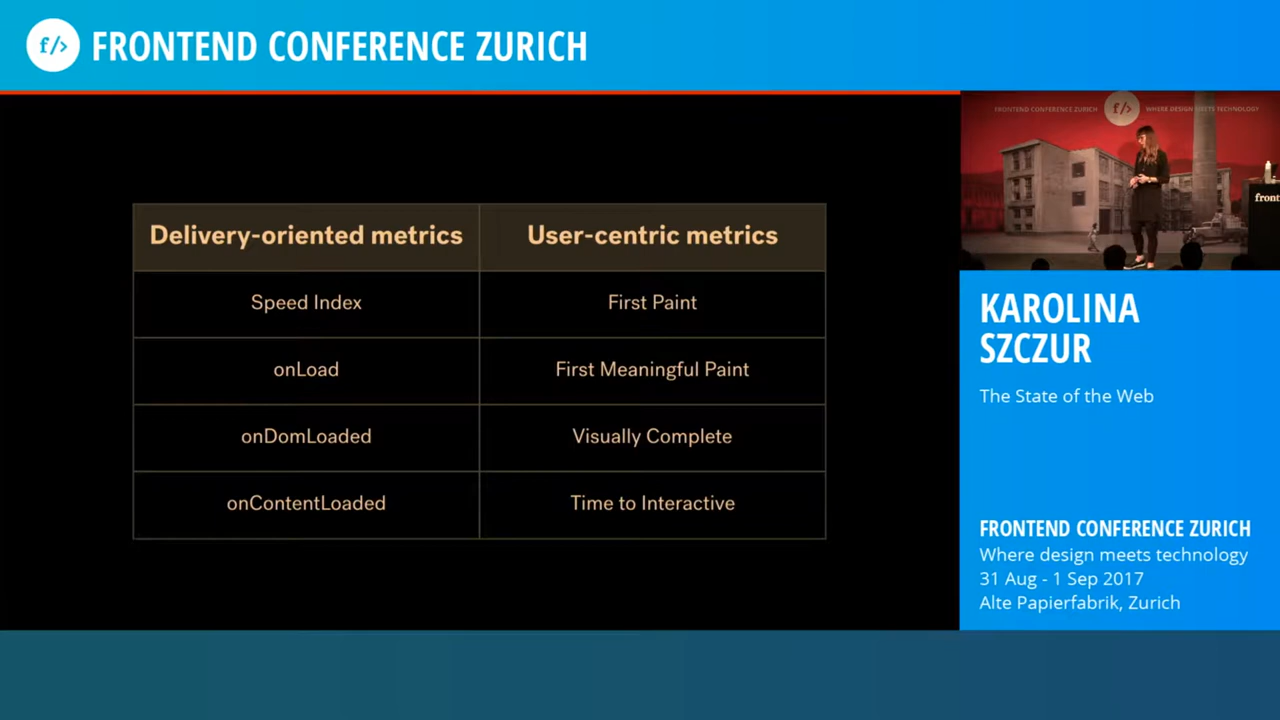 f/>
FRONTEND CONFERENCE ZURICH
Delivery-oriented metrics
User-centric metrics
Speed Index
First Paint
onLoad
First Meaningful Paint
onDomLoaded
Visually Complete
onContentLoaded
Time to Interactive
FRONTEND CONFERENCE ZURICH
f/>
WHERE DESIGN MEETS TECHNOLOGY
front
KAROLINA
SZCZUR
The State of the Web
FRONTEND CONFERENCE ZURICH
Where design meets technology
31 Aug - 1 Sep 2017
Alte Papierfabrik, Zurich